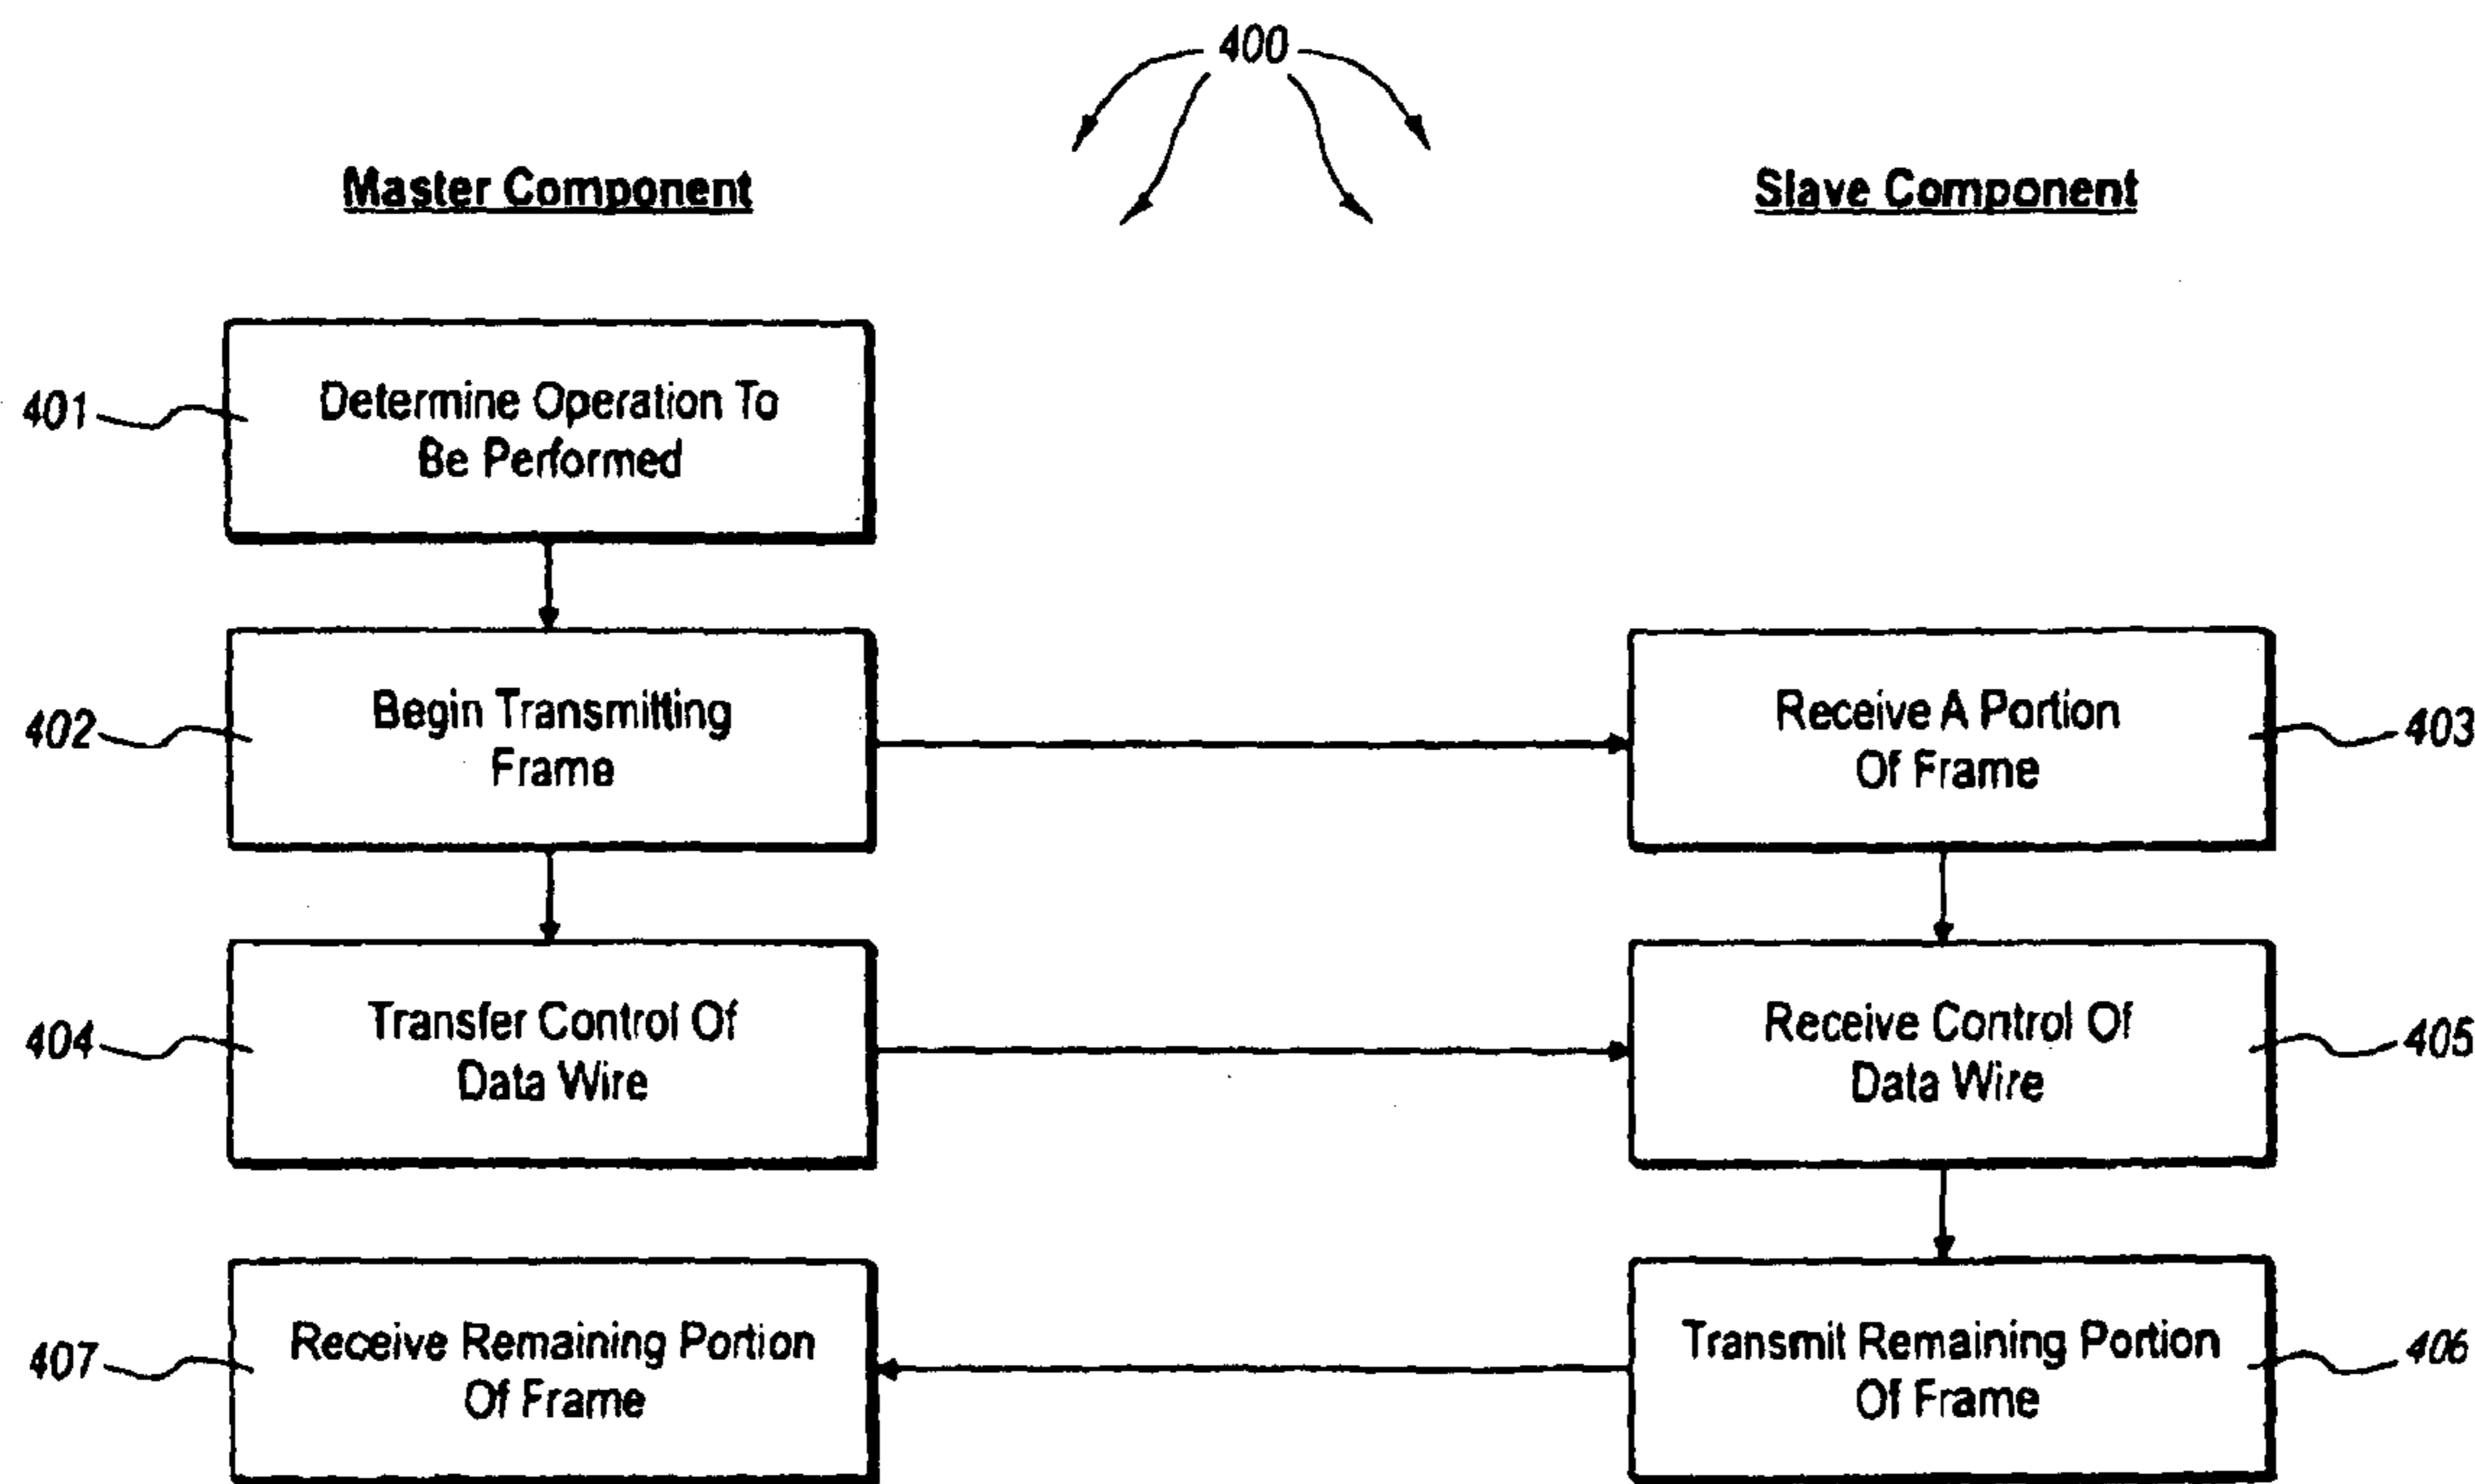 400
Master Component
Slave Component
401
Determine Operation To
Be Performed
402
Begin Transmitting
Frame
Receive A Portion
Of Frame
403
404
Transfer Control Of
Data Wire
Receive Control Of
Data Wire
405
407
Receive Remaining Portion
Of Frame
Transmit Remaining Portion
Of Frame
406